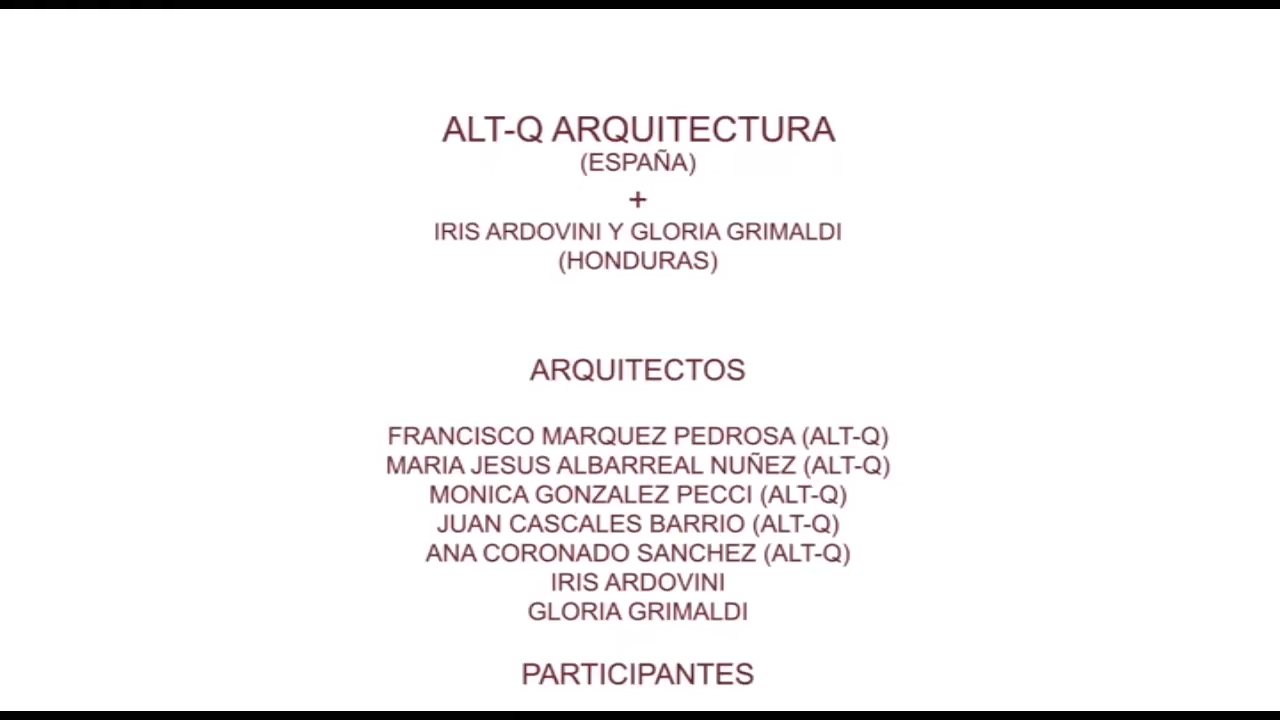 ALT-Q ARQUITECTURA
(ESPAÑA)
+
IRIS ARDOVINI Y GLORIA GRIMALDI
(HONDURAS)
ARQUITECTOS
FRANCISCO MARQUEZ PEDROSA (ALT-Q)
MARIA JESUS ALBARREAL NUÑEZ (ALT-Q)
MONICA GONZALEZ PECCI (ALT-Q)
JUAN CASCALES BARRIO (ALT-Q)
ANA CORONADO SANCHEZ (ALT-Q)
IRIS ARDOVINI
GLORIA GRIMALDI
PARTICIPANTES